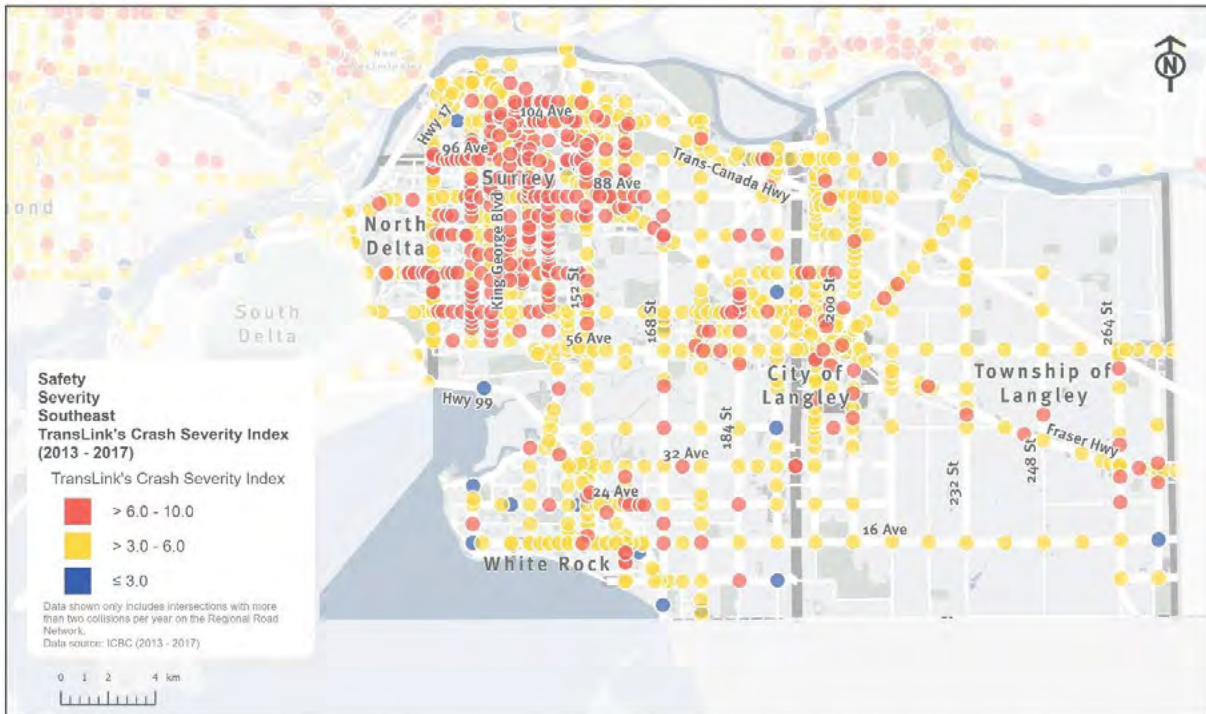 New
Westminster
N
Hwy 17
104 Ave
96 Ave
Surrey
Trans-Canada Hwy
88 Ave
mond
North
Delta
King George Blvd
152 St
168 St
200 St
264 St
South
Delta
56 Ave
Safety
Severity
Southeast
TransLink's Crash Severity Index
(2013 - 2017)
TransLink's Crash Severity Index
> 6.0 - 10.0
> 3.0 - 6.0
≤ 3.0
Data shown only includes intersections with more
than two collisions per year on the Regional Road
Network.
Data source: ICBC (2013 - 2017)
0 1 2 4 km
City of
Langley
Township of
Langley
Hwy 99
184 St
Fraser Hwy
32 Ave
232 St
248 St
24 Ave
16 Ave
White Rock